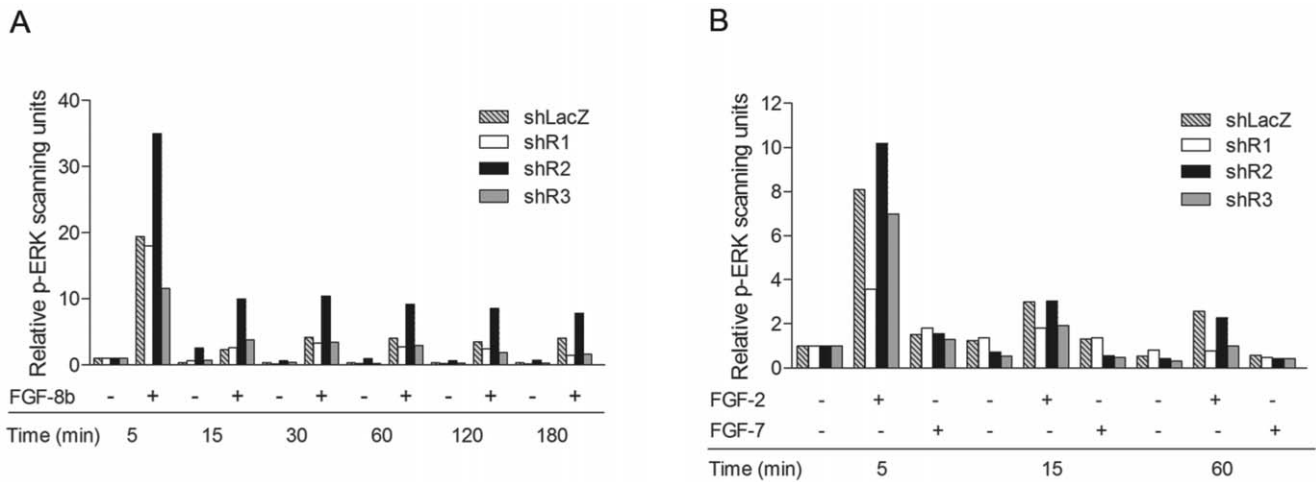 A
Relative p-ERK scanning units
40
30
20
10
0
shLacZ
shR1
shR2
shR3
FGF-8b - + - + - + - + - + - +
Time (min) 5 15 30 60 120 180
B
Relative p-ERK scanning units
12
10
8
6
4
2
0
shLacZ
shR1
shR2
shR3
FGF-2 - + - - + - - + -
FGF-7 - - + - - + - - +
Time (min) 5 15 60